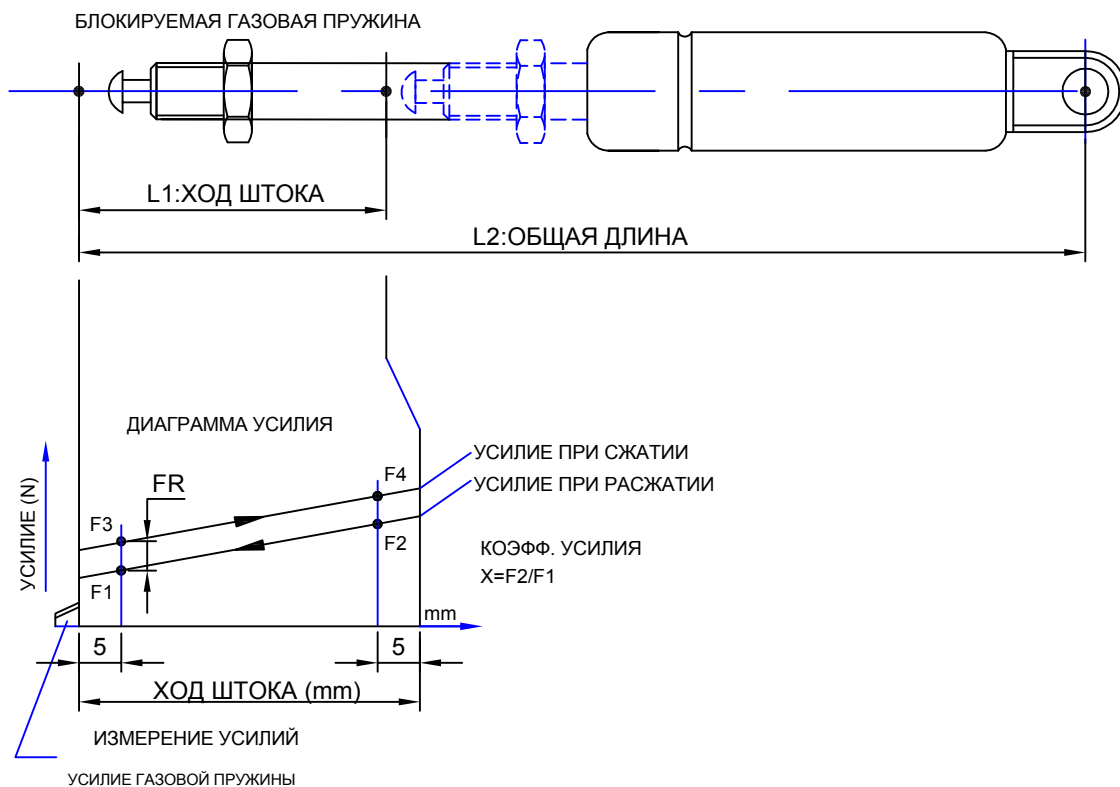 БЛОКИРУЕМАЯ ГАЗОВАЯ ПРУЖИНА
L1:ХОД ШТОКА
L2:ОБЩАЯ ДЛИНА
ДИАГРАММА УСИЛИЯ
УСИЛИЕ ПРИ СЖАТИИ
УСИЛИЕ ПРИ РАСЖАТИИ
FR
F4
F3
F2
F1
УСИЛИЕ (N)
КОЭФФ. УСИЛИЯ
X=F2/F1
mm
5
5
ХОД ШТОКА (mm)
ИЗМЕРЕНИЕ УСИЛИЙ
УСИЛИЕ ГАЗОВОЙ ПРУЖИНЫ